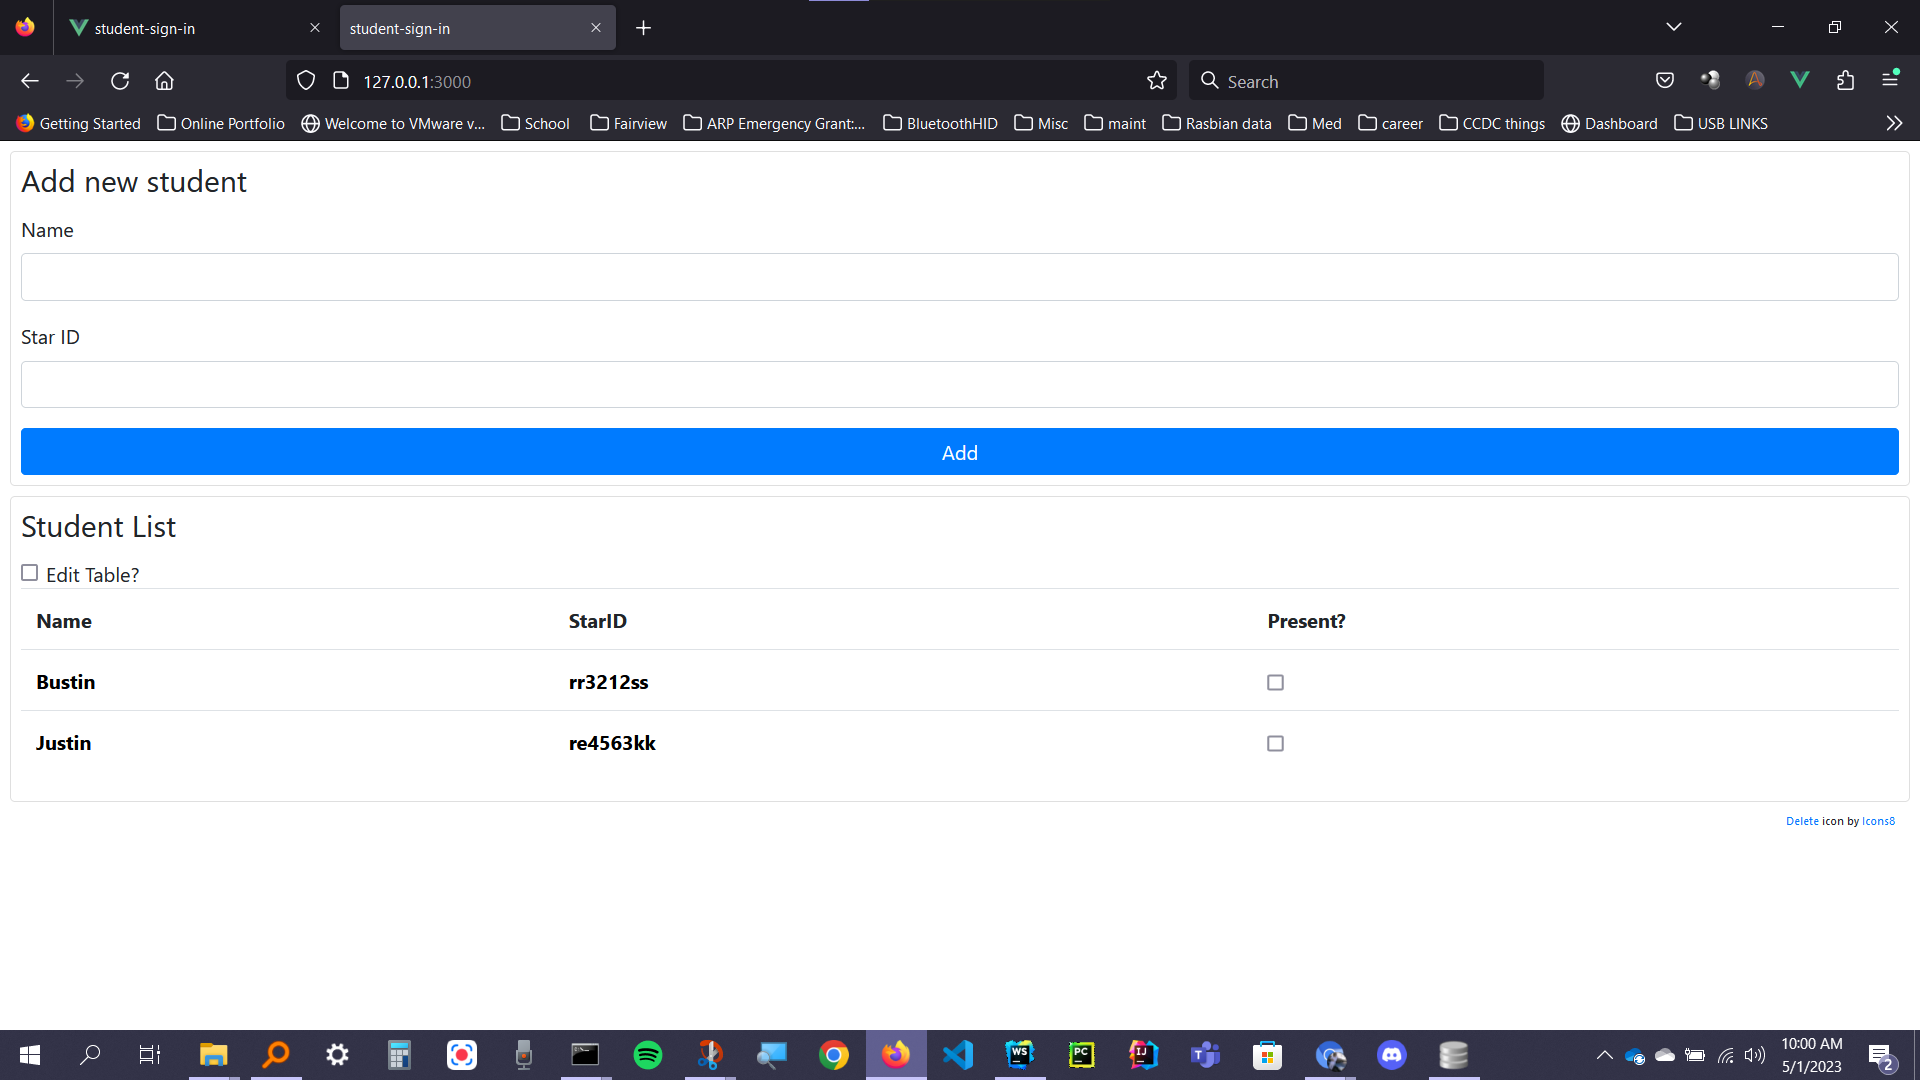 student-sign-in
student-sign-in
127.0.0.1:3000
Search
Getting Started Online Portfolio Welcome to VMware v... School Fairview ARP Emergency Grant:... BluetoothHID Misc maint Rasbian data Med career CCDC things Dashboard USB LINKS
Add new student
Name
Star ID
Add
Student List
Edit Table?
Name StarID Present?
Bustin rr3212ss
Justin re4563kk
Delete icon by Icons8
WS
PC
IJ
T
10:00 AM
5/1/2023
2